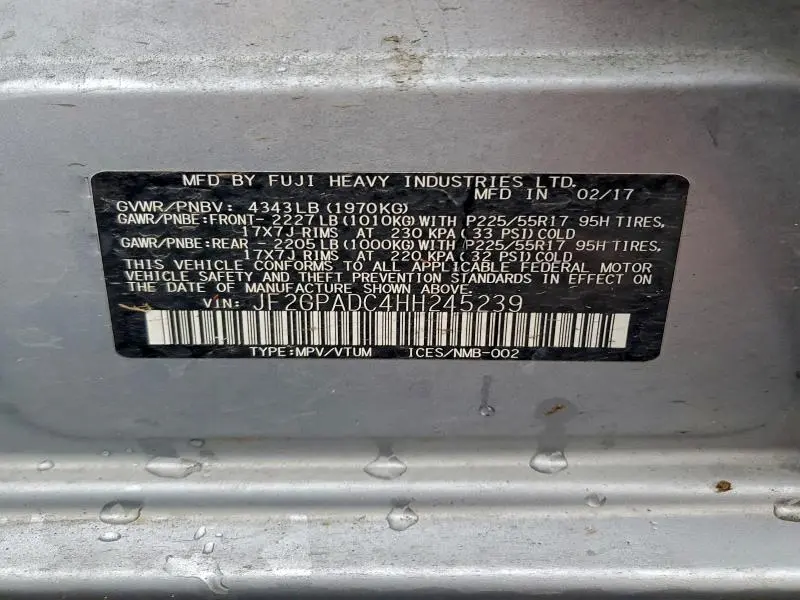 MFD BY FUJI HEAVY INDUSTRIES LTD.
MFD IN 02/17
GVWR/PNBV: 4343LB(1970KG)
GAWR/PNBE:FRONT- 2227LB(1010KG)WITH P225/55R17 95H TIRES,
17X7J RIMS AT 230 KPA(33 PSI)COLD
GAWR/PNBE:REAR - 2205LB(1000KG)WITH P225/55R17 95H TIRES,
17X7J RIMS AT 220 KPA(32 PSI)COLD
THIS VEHICLE CONFORMS TO ALL APPLICABLE FEDERAL MOTOR
VEHICLE SAFETY AND THEFT PREVENTION STANDARDS IN EFFECT ON
THE DATE OF MANUFACTURE SHOWN ABOVE.
VIN: JF2GPADC4HH245239
TYPE:MPV/VTUM ICES/NMB-002